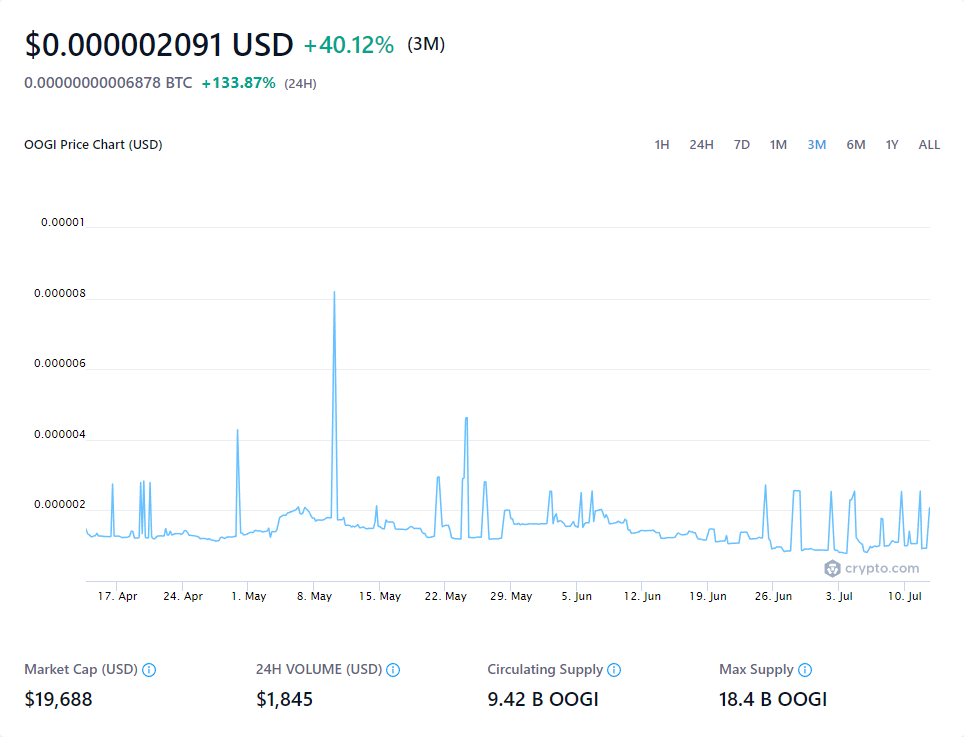 $0.000002091 USD +40.12% (3M)
0.00000000006878 BTC +133.87% (24H)
OOGI Price Chart (USD) 1H 24H 7D 1M 3M 6M 1Y ALL
0.00001
0.000008
0.000006
0.000004
0.000002
crypto.com
17. Apr 24. Apr 1. May 8. May 15. May 22. May 29. May 5. Jun 12. Jun 19. Jun 26. Jun 3. Jul 10. Jul
Market Cap (USD) 24H VOLUME (USD) Circulating Supply Max Supply
$19,688 $1,845 9.42 B OOGI 18.4 B OOGI